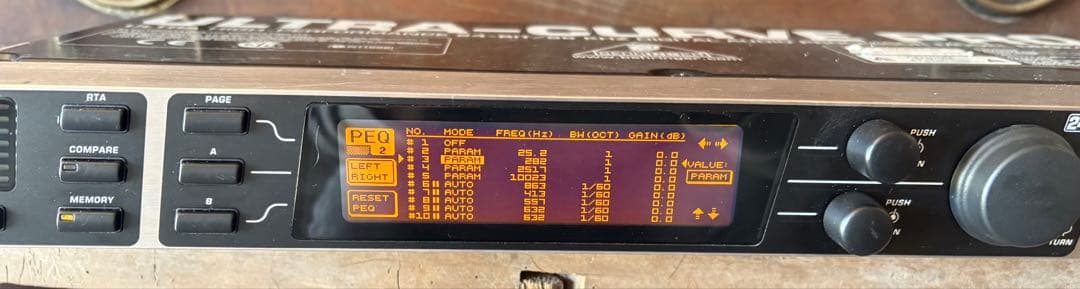 ULTRA-CURVE PRO
RTA
COMPARE
MEMORY
PAGE
A
B
PEQ
L 2
LEFT
RIGHT
RESET
PEQ
NO. MODE FREQ(Hz) BW(OCT) GAIN(dB)
# 1 OFF
# 2 PARAM 25.2 1 0.0
# 3 PARAM 282 1 0.0
# 4 PARAM 2517 1 0.0
# 5 PARAM 10023 1 0.0
# 6 AUTO 863 1/60 0.0
# 7 AUTO 413 1/60 0.0
# 8 AUTO 557 1/60 0.0
# 9 AUTO 632 1/60 0.0
#10 AUTO 532 1/60 0.0
VALUE:
PARAM
PUSH
PUSH
TURN